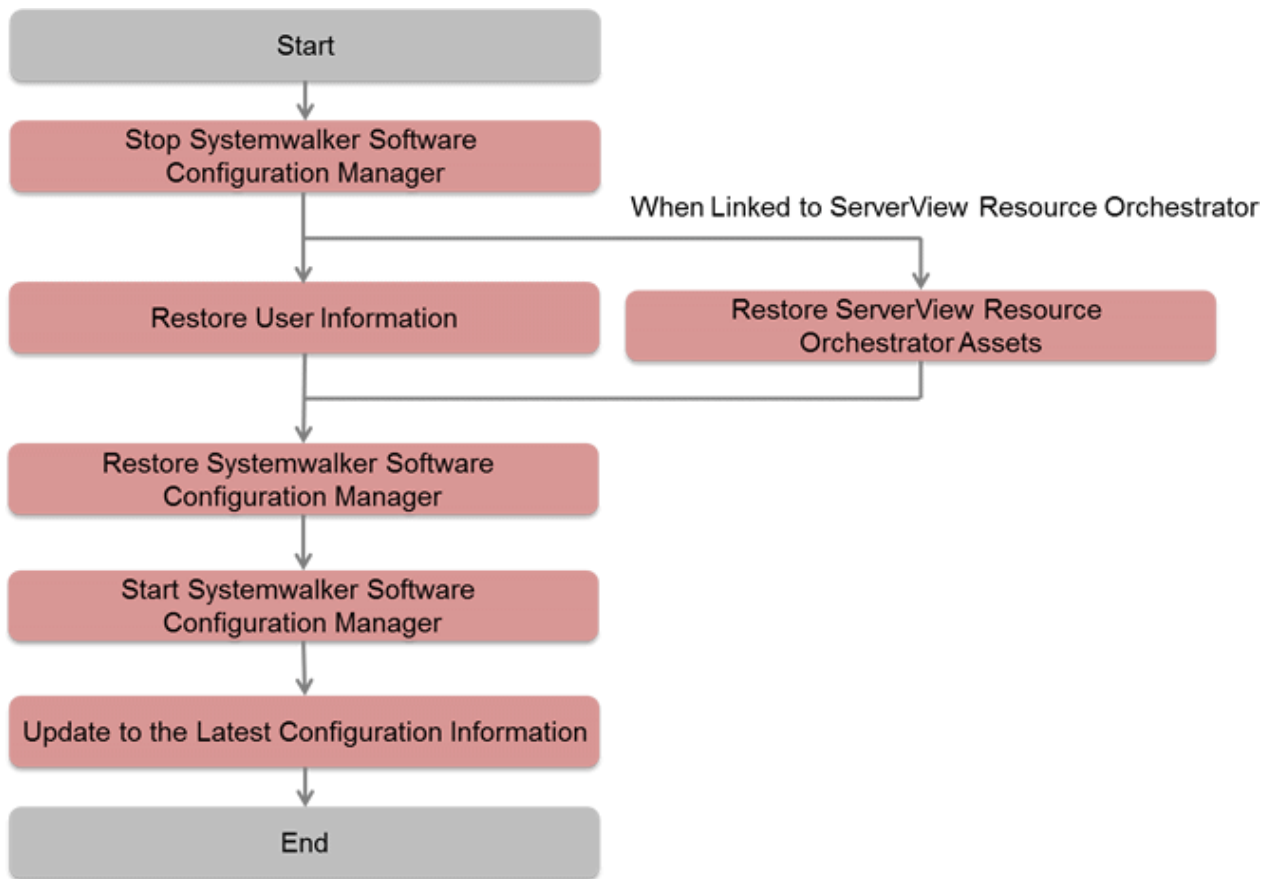 Start
Stop Systemwalker Software
Configuration Manager
When Linked to ServerView Resource Orchestrator
Restore User Information
Restore ServerView Resource
Orchestrator Assets
Restore Systemwalker Software
Configuration Manager
Start Systemwalker Software
Configuration Manager
Update to the Latest Configuration Information
End